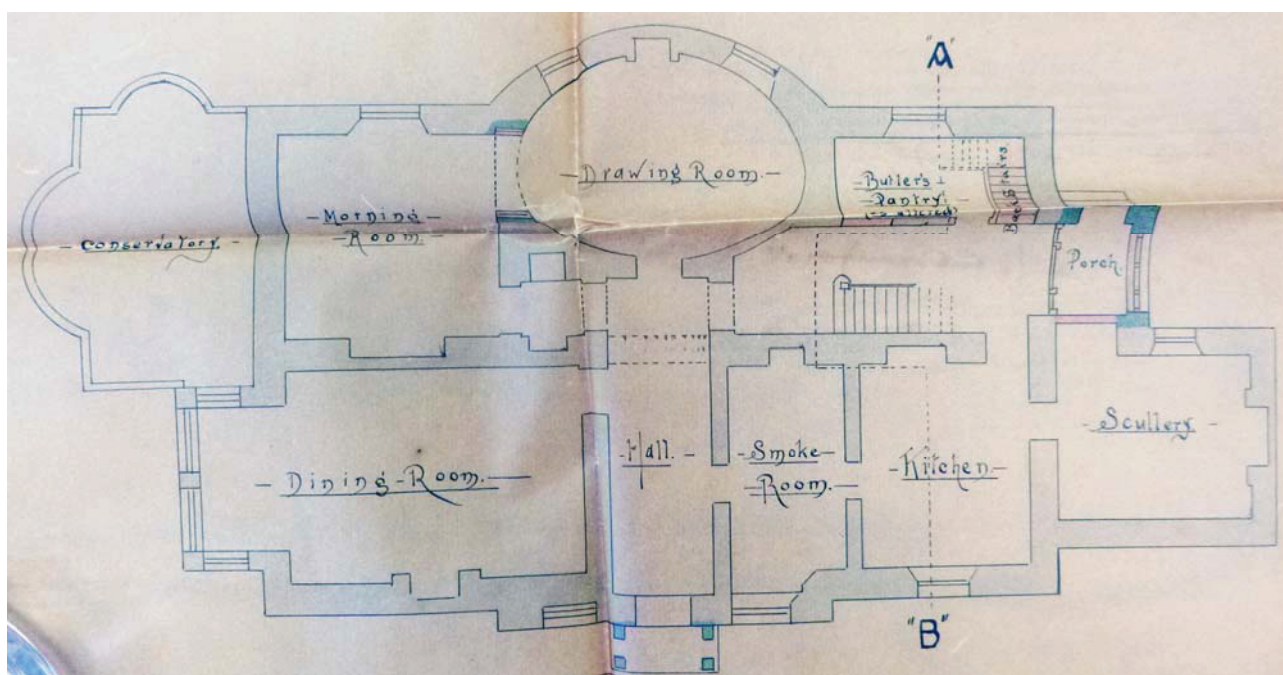 "A"
Drawing Room.
Butler's
Pantry
Back Stairs
Morning
Room.
Conservatory.
Porch.
Scullery
Hall.
Smoke
Room.
Kitchen.
Dining-Room.
"B"